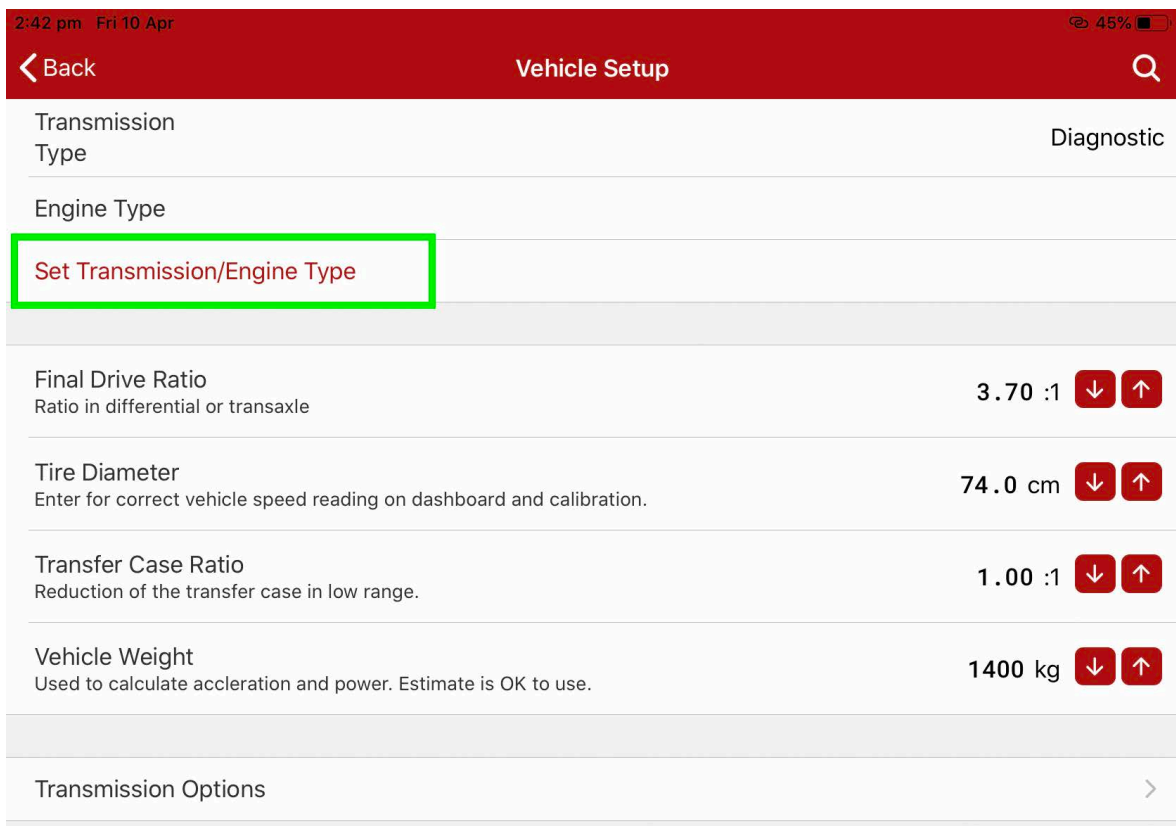 2:42 pm Fri 10 Apr 45%
Back Vehicle Setup
Transmission
Type
Diagnostic
Engine Type
Set Transmission/Engine Type
Final Drive Ratio
Ratio in differential or transaxle
3.70 :1
Tire Diameter
Enter for correct vehicle speed reading on dashboard and calibration.
74.0 cm
Transfer Case Ratio
Reduction of the transfer case in low range.
1.00 :1
Vehicle Weight
Used to calculate accleration and power. Estimate is OK to use.
1400 kg
Transmission Options